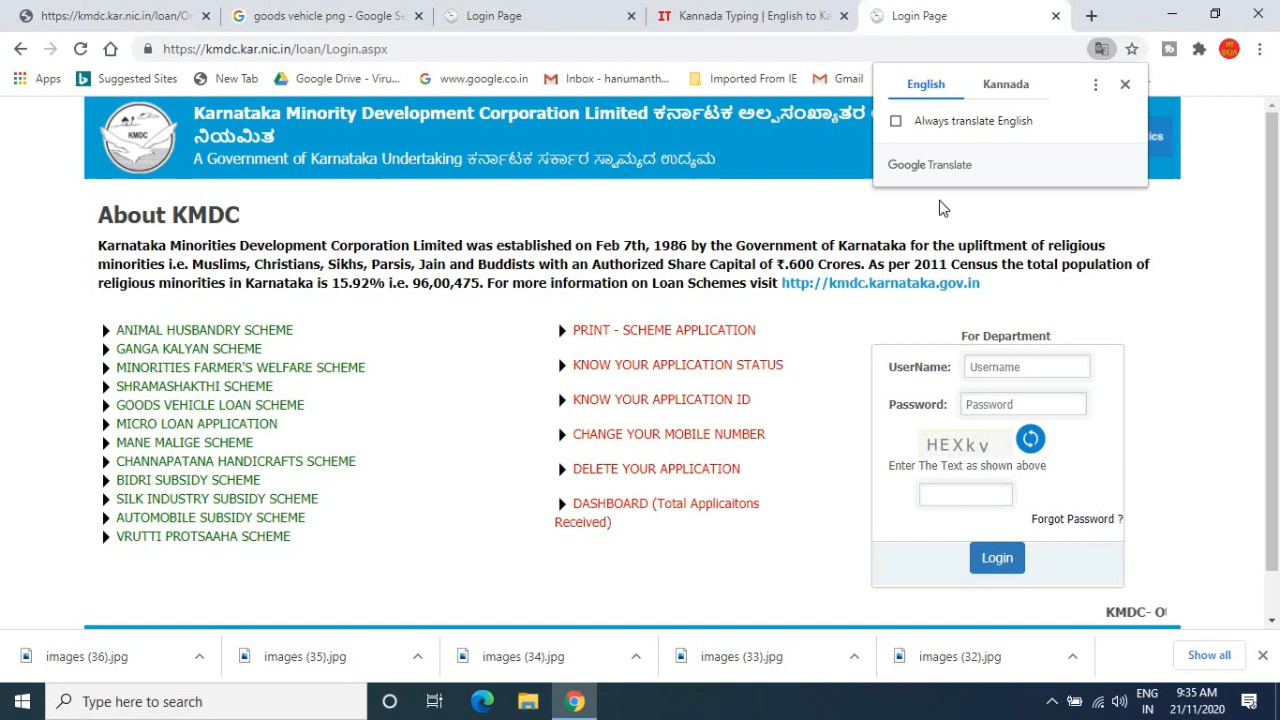 https://kmdc.kar.nic.in/loan/O
goods vehicle png - Google Se
Login Page
IT Kannada Typing | English to Ka
Login Page
https://kmdc.kar.nic.in/loan/Login.aspx
Apps
Suggested Sites
New Tab
Google Drive - Viru...
www.google.co.in
Inbox - hanumanth...
Imported From IE
Gmail
English
Kannada
Always translate English
Google Translate
KMDC
Karnataka Minority Development Corporation Limited ಕರ್ನಾಟಕ ಅಲ್ಪಸಂಖ್ಯಾತರ
ನಿಯಮಿತ
A Government of Karnataka Undertaking ಕರ್ನಾಟಕ ಸರ್ಕಾರ ಸ್ವಾಮ್ಯದ ಉದ್ಯಮ
ics
About KMDC
Karnataka Minorities Development Corporation Limited was established on Feb 7th, 1986 by the Government of Karnataka for the upliftment of religious
minorities i.e. Muslims, Christians, Sikhs, Parsis, Jain and Buddists with an Authorized Share Capital of ₹.600 Crores. As per 2011 Census the total population of
religious minorities in Karnataka is 15.92% i.e. 96,00,475. For more information on Loan Schemes visit http://kmdc.karnataka.gov.in
ANIMAL HUSBANDRY SCHEME
GANGA KALYAN SCHEME
MINORITIES FARMER'S WELFARE SCHEME
SHRAMASHAKTHI SCHEME
GOODS VEHICLE LOAN SCHEME
MICRO LOAN APPLICATION
MANE MALIGE SCHEME
CHANNAPATANA HANDICRAFTS SCHEME
BIDRI SUBSIDY SCHEME
SILK INDUSTRY SUBSIDY SCHEME
AUTOMOBILE SUBSIDY SCHEME
VRUTTI PROTSAAHA SCHEME
PRINT - SCHEME APPLICATION
KNOW YOUR APPLICATION STATUS
KNOW YOUR APPLICATION ID
CHANGE YOUR MOBILE NUMBER
DELETE YOUR APPLICATION
DASHBOARD (Total Applicaitons
Received)
For Department
UserName: Username
Password: Password
HEXkv
Enter The Text as shown above
Forgot Password ?
Login
KMDC- O
images (36).jpg
images (35).jpg
images (34).jpg
images (33).jpg
images (32).jpg
Show all
Type here to search
ENG
IN
9:35 AM
21/11/2020